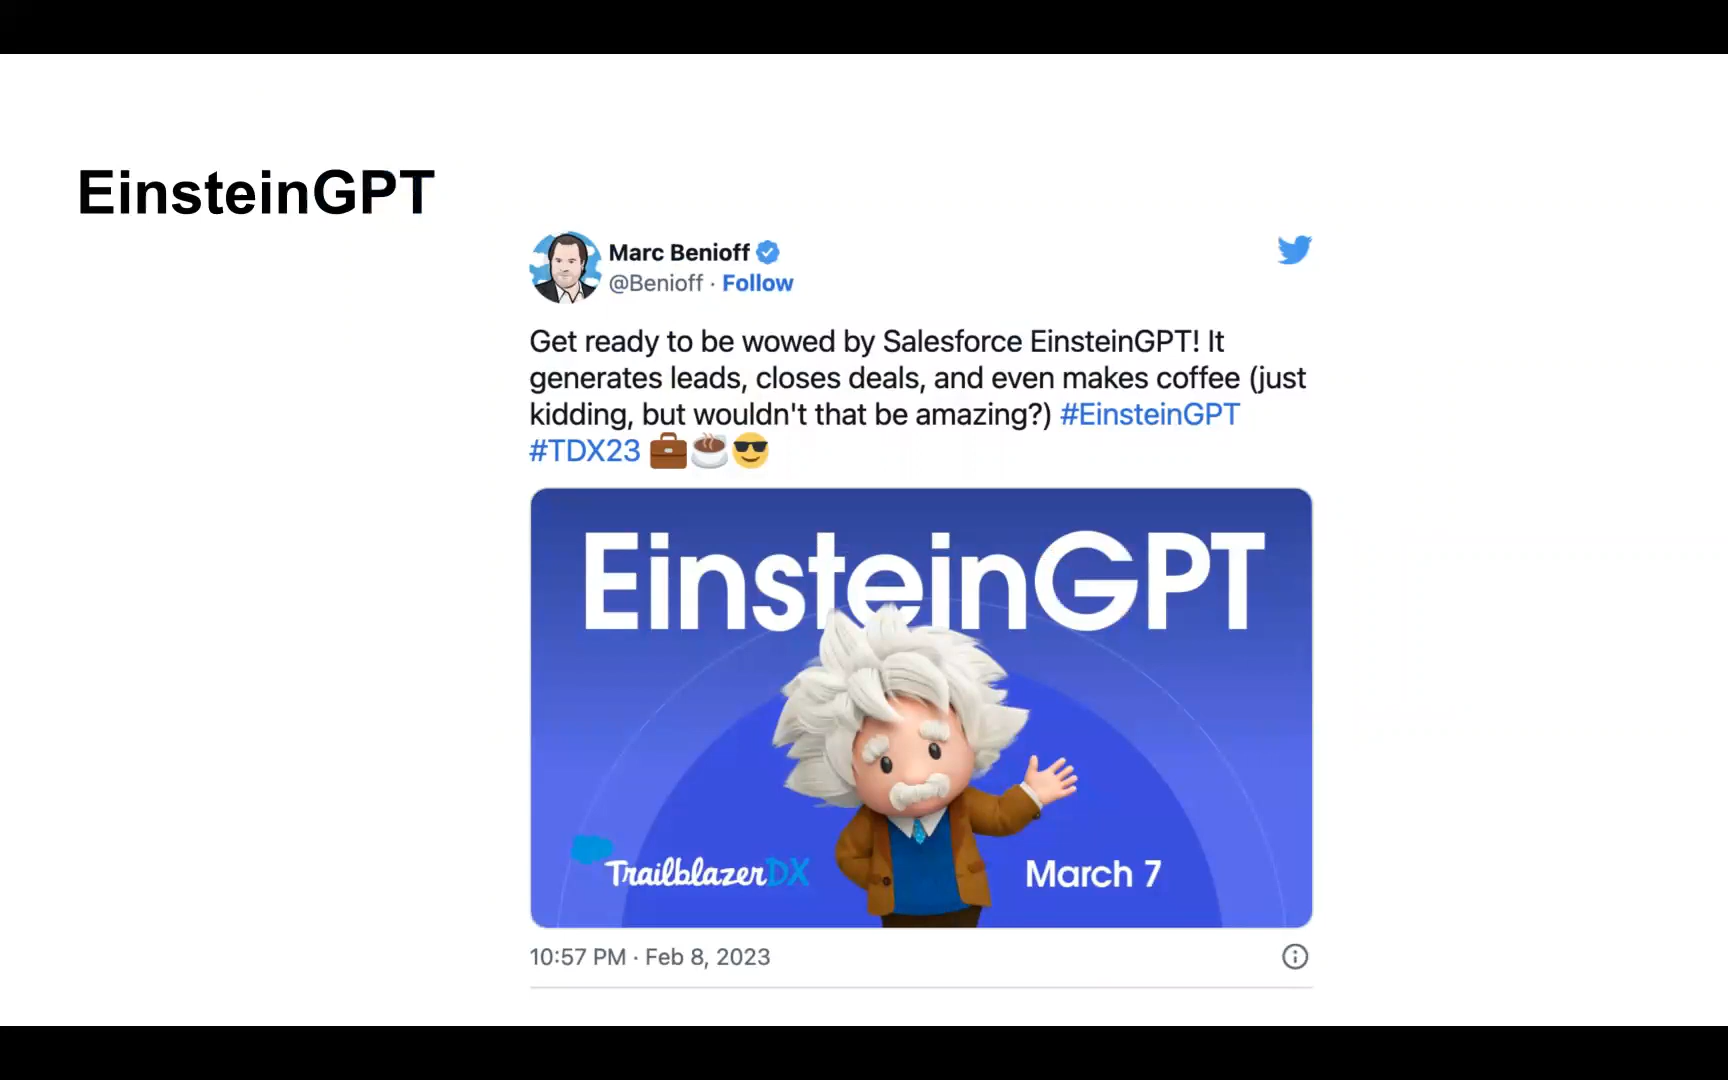 EinsteinGPT
Marc Benioff
@Benioff · Follow
Get ready to be wowed by Salesforce EinsteinGPT! It
generates leads, closes deals, and even makes coffee (just
kidding, but wouldn't that be amazing?) #EinsteinGPT
#TDX23 💼☕😎
EinsteinGPT
TrailblazerDX
March 7
10:57 PM · Feb 8, 2023